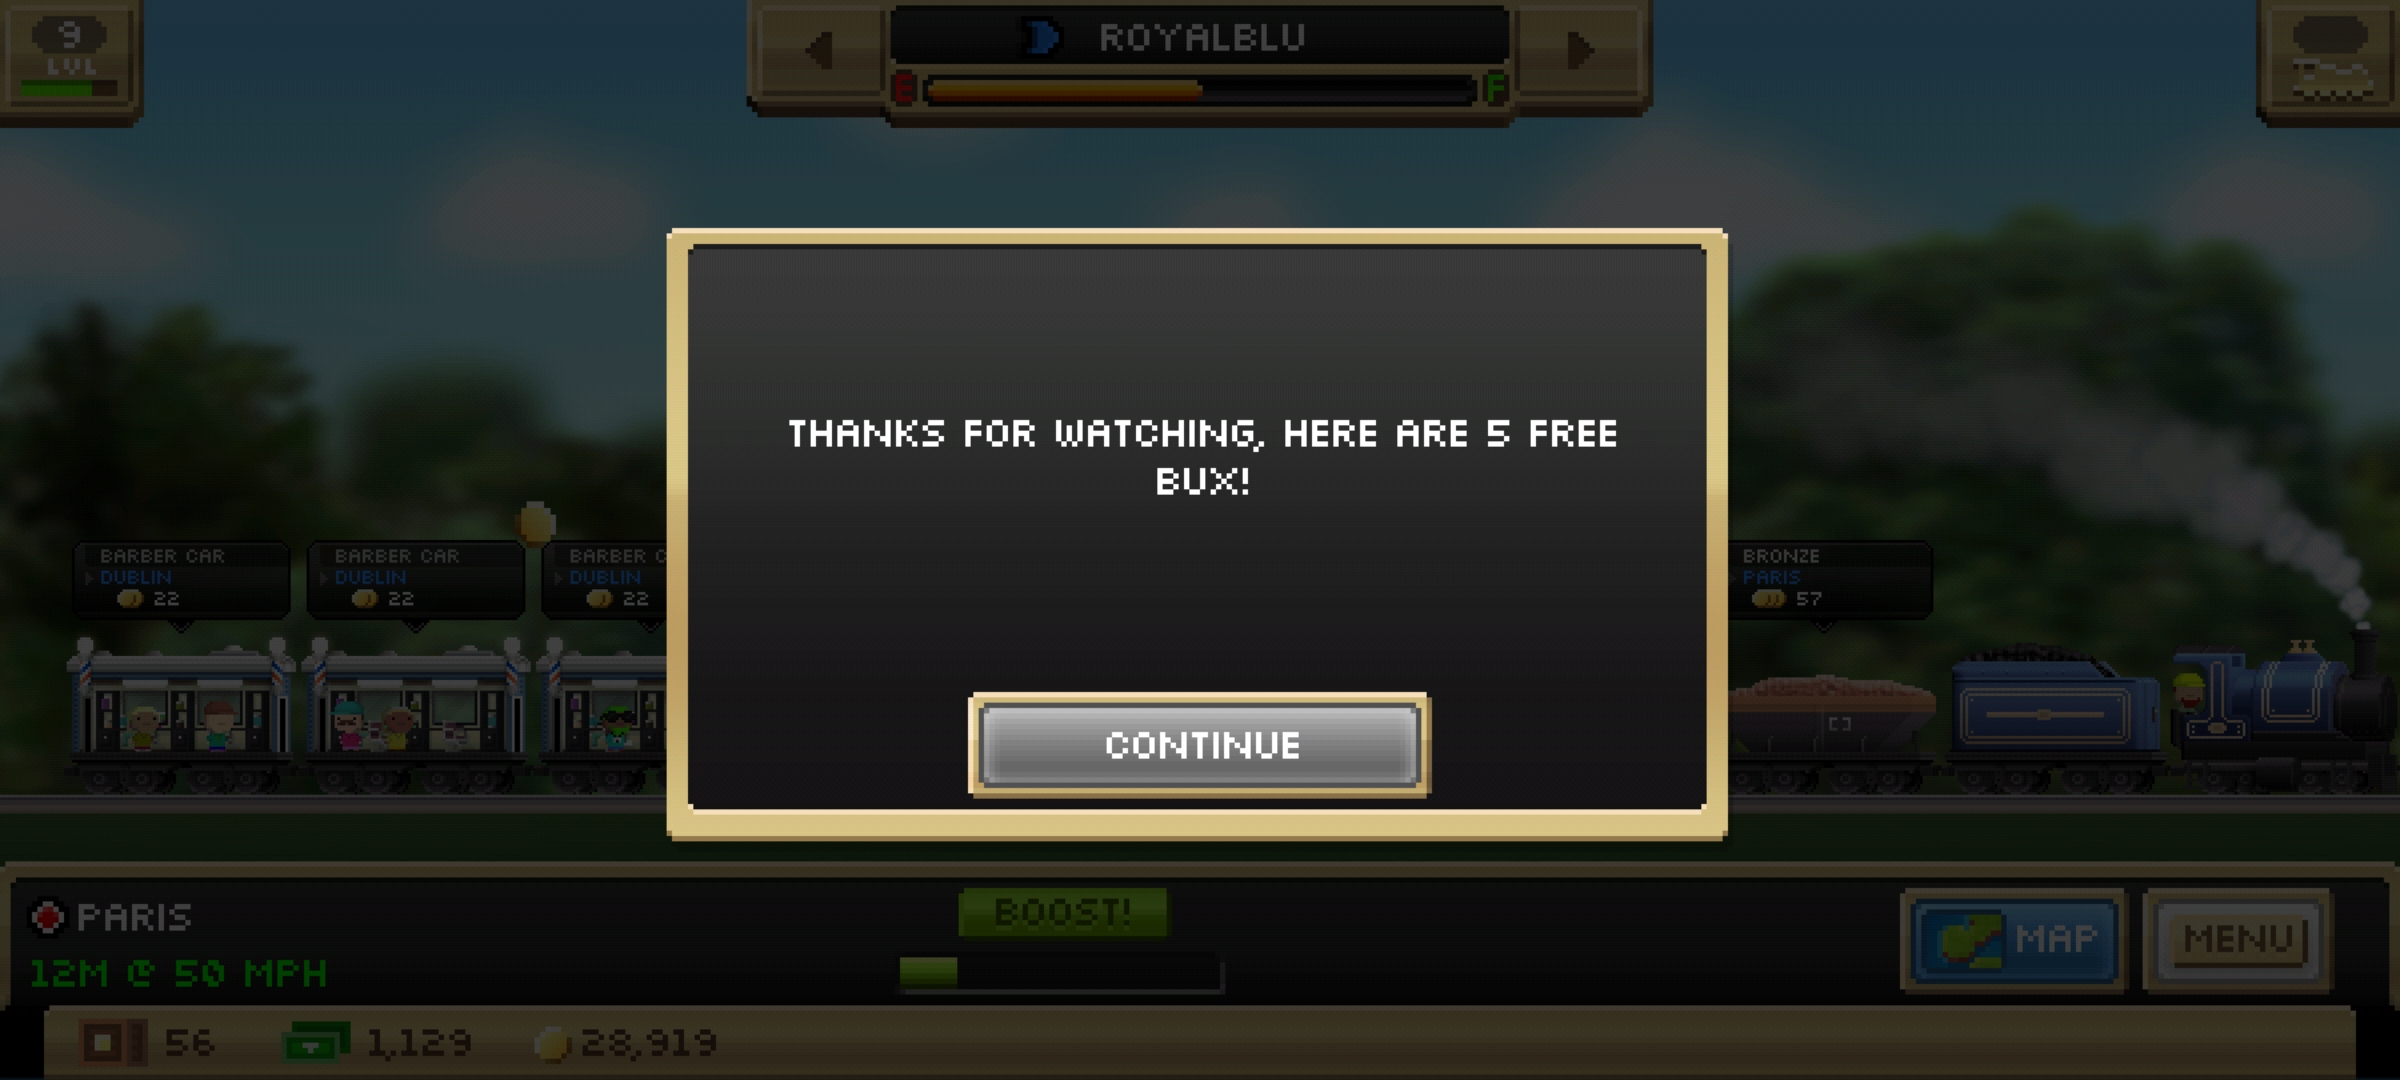 9
LVL
ROYALBLU
E
F
THANKS FOR WATCHING, HERE ARE 5 FREE
BUX!
CONTINUE
BARBER CAR
DUBLIN
22
BARBER CAR
DUBLIN
22
BARBER C
DUBLIN
22
BRONZE
PARIS
57
PARIS
12M @ 50 MPH
BOOST!
MAP
MENU
56
1,129
28,919